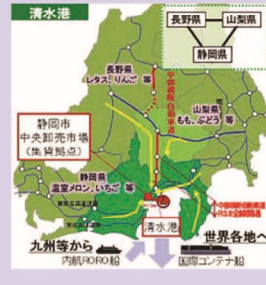 清水港
長野県
山梨県
静岡県
長野県
レタス、りんご 等
中部横断自動車道
山梨県
もも、ぶどう 等
静岡市
中央卸売市場
(集貨拠点)
静岡県
温室メロン、いちご 等
清水港
九州等から
内航RORO船
世界各地へ
国際コンテナ船